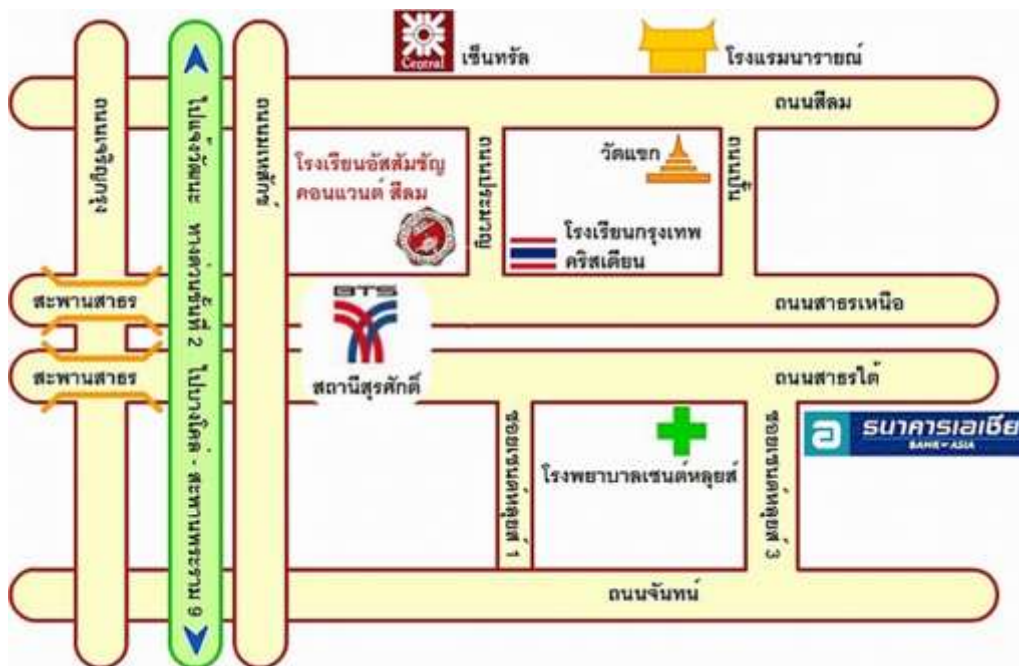 Central
เซ็นทรัล
โรงแรมนารายณ์
ถนนสีลม
ถนนเจริญกรุง
ไปแจ้งวัฒนะ ทางด่วนขั้นที่ 2 ไปบางโคล่ - สะพานพระราม 9
ถนนมเหสักข์
โรงเรียนอัสสัมชัญ
คอนแวนต์ สีลม
ถนนประมวญ
วัดแขก
ถนนปั้น
โรงเรียนกรุงเทพ
คริสเตียน
สะพานสาธร
BTS
ถนนสาธรเหนือ
สะพานสาธร
สถานีสุรศักดิ์
ถนนสาธรใต้
ซอยเซนต์หลุยส์ 1
โรงพยาบาลเซนต์หลุยส์
ซอยเซนต์หลุยส์ 3
ธนาคารเอเชีย
BANK of ASIA
ถนนจันทน์